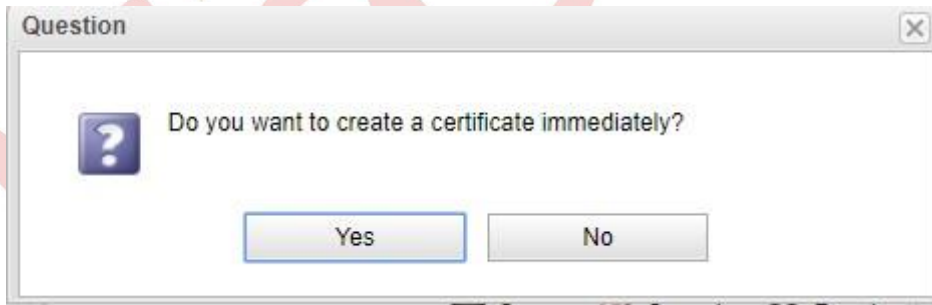 Question
Do you want to create a certificate immediately?
Yes
No